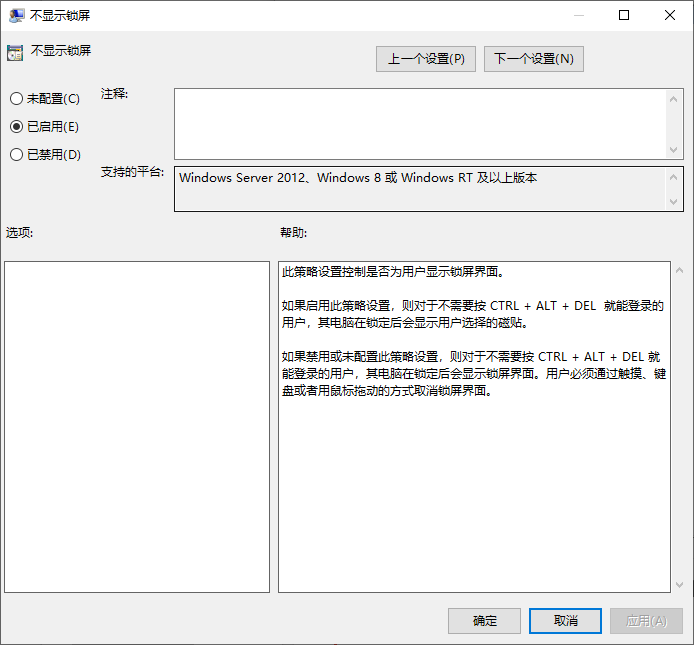 不显示锁屏
不显示锁屏
上一个设置(P)
下一个设置(N)
未配置(C)
注释:
已启用(E)
已禁用(D)
支持的平台:
Windows Server 2012、Windows 8 或 Windows RT 及以上版本
选项:
帮助:
此策略设置控制是否为用户显示锁屏界面。
如果启用此策略设置，则对于不需要按 CTRL + ALT + DEL 就能登录的
用户，其电脑在锁定后会显示用户选择的磁贴。
如果禁用或未配置此策略设置，则对于不需要按 CTRL + ALT + DEL 就
能登录的用户，其电脑在锁定后会显示锁屏界面。用户必须通过触摸、键
盘或者用鼠标拖动的方式取消锁屏界面。
确定
取消
应用(A)